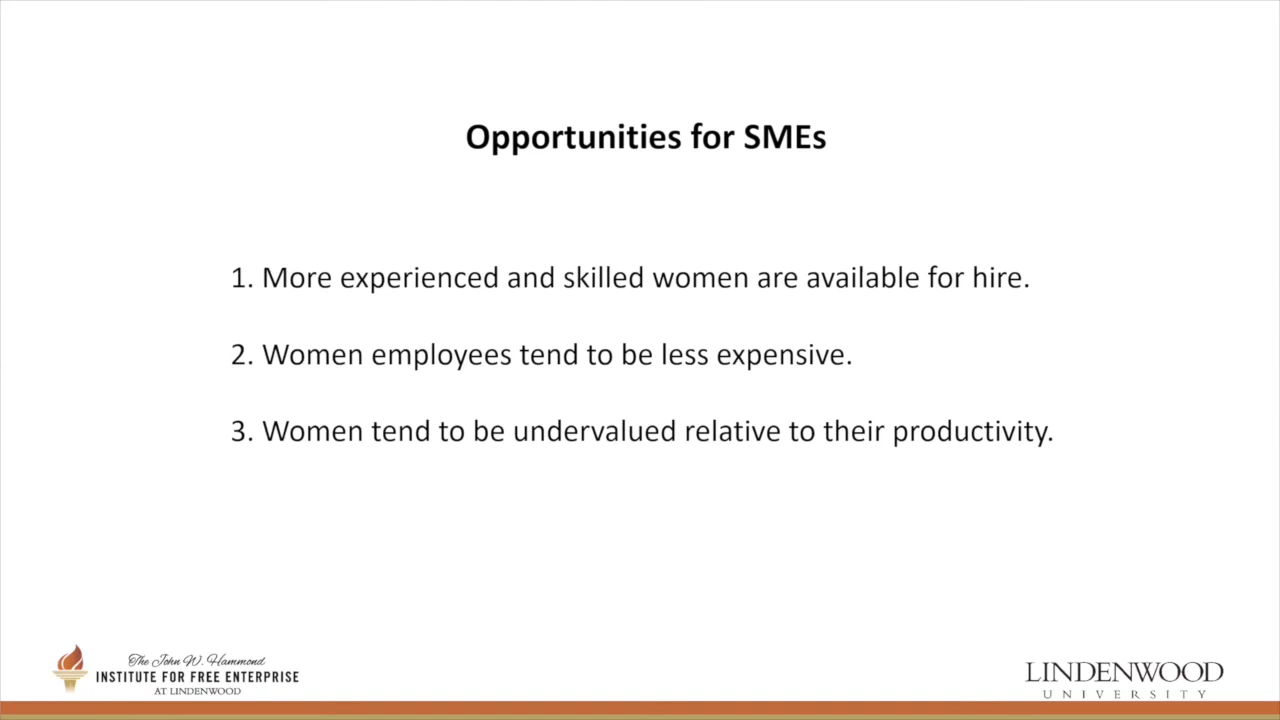 Opportunities for SMEs
1. More experienced and skilled women are available for hire.
2. Women employees tend to be less expensive.
3. Women tend to be undervalued relative to their productivity.
The John W. Hammond
INSTITUTE FOR FREE ENTERPRISE
AT LINDENWOOD
LINDENWOOD
UNIVERSITY